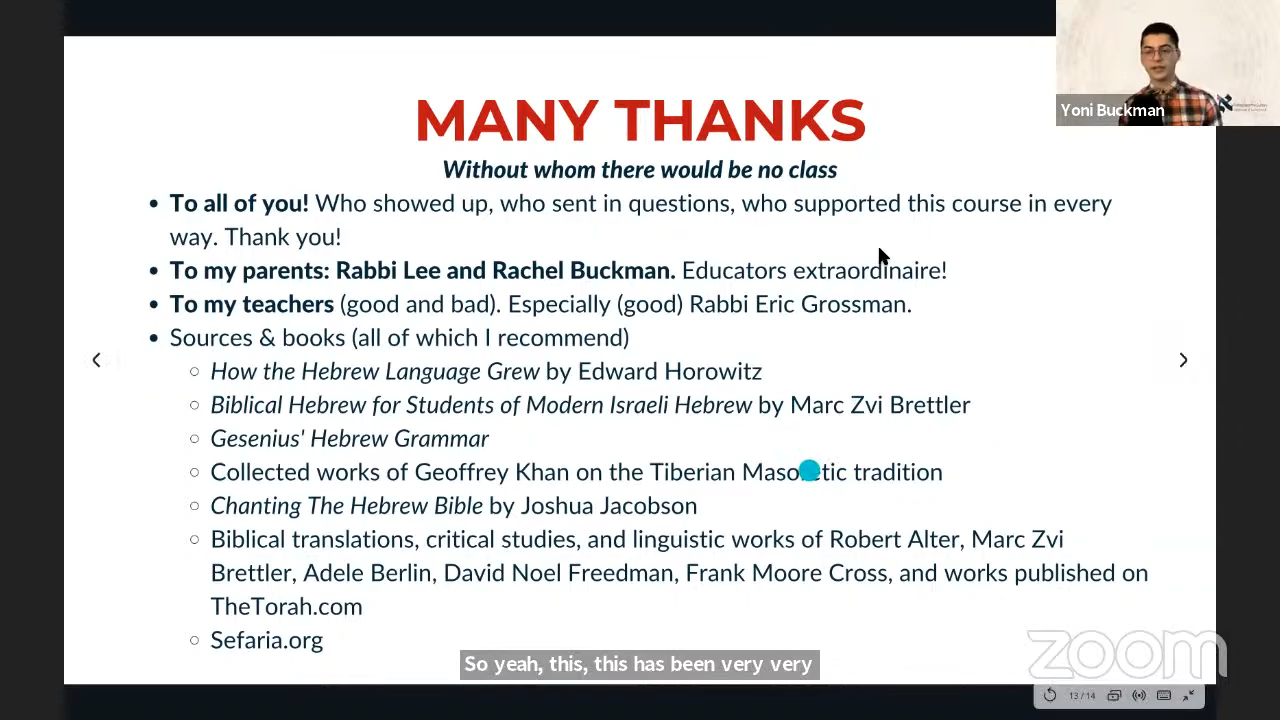 Yoni Buckman
MANY THANKS
Without whom there would be no class
• To all of you! Who showed up, who sent in questions, who supported this course in every
way. Thank you!
• To my parents: Rabbi Lee and Rachel Buckman. Educators extraordinaire!
• To my teachers (good and bad). Especially (good) Rabbi Eric Grossman.
• Sources & books (all of which I recommend)
○ How the Hebrew Language Grew by Edward Horowitz
○ Biblical Hebrew for Students of Modern Israeli Hebrew by Marc Zvi Brettler
○ Gesenius' Hebrew Grammar
○ Collected works of Geoffrey Khan on the Tiberian Masoretic tradition
○ Chanting The Hebrew Bible by Joshua Jacobson
○ Biblical translations, critical studies, and linguistic works of Robert Alter, Marc Zvi
Brettler, Adele Berlin, David Noel Freedman, Frank Moore Cross, and works published on
TheTorah.com
○ Sefaria.org
So yeah, this, this has been very very
zoom
13/14